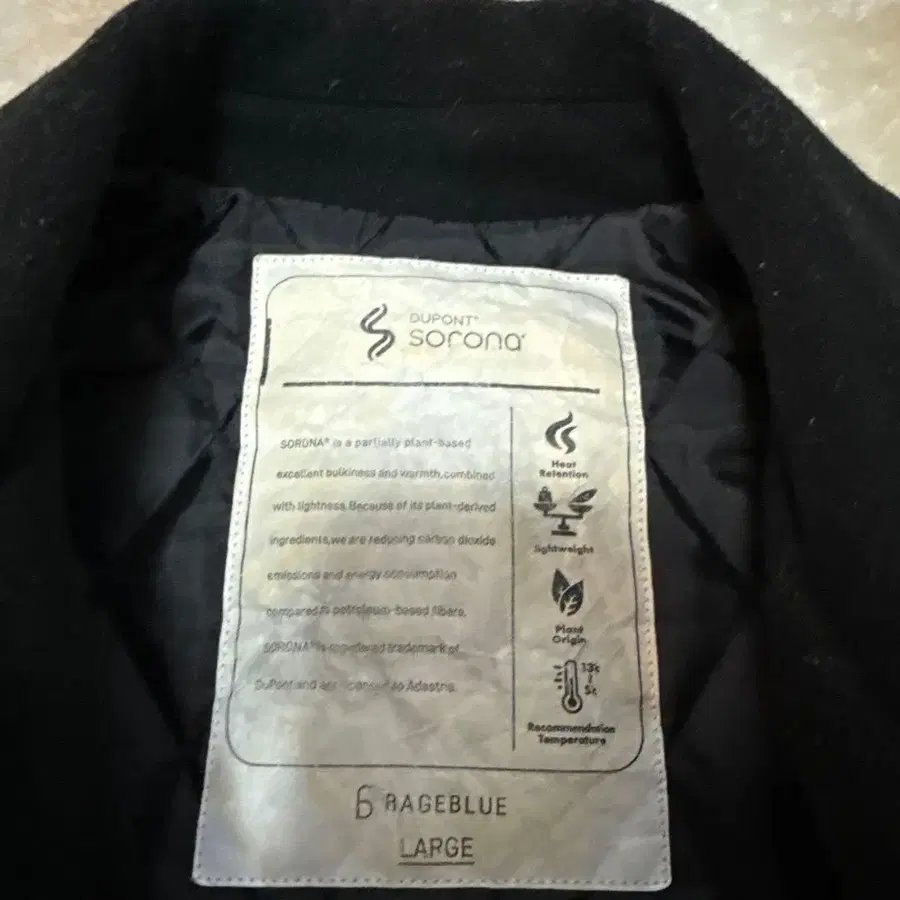 DUPONT®
sorona®
SORONA® is a partially plant-based
excellent bulkiness and warmth,combined
with lightness.Because of its plant-derived
ingredients,we are reducing carbon dioxide
emissions and energy consumption
compared to petroleum-based fibers.
SORONA® is registered trademark of
DuPont and are licensed to Adastria.
Heat
Retention
lightweight
Plant
Origin
13℃
5℃
Recommendation
Temperature
RAGEBLUE
LARGE